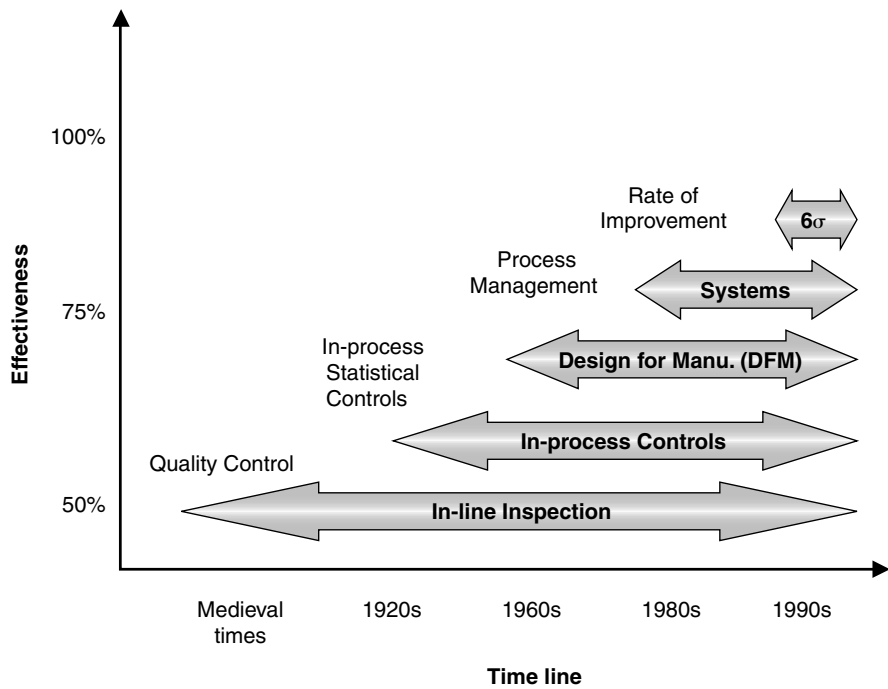 100%
Rate of
Improvement
6σ
Process
Management
Systems
75%
In-process
Statistical
Controls
Design for Manu. (DFM)
In-process Controls
Quality Control
50%
In-line Inspection
Effectiveness
Medieval
times
1920s
1960s
1980s
1990s
Time line